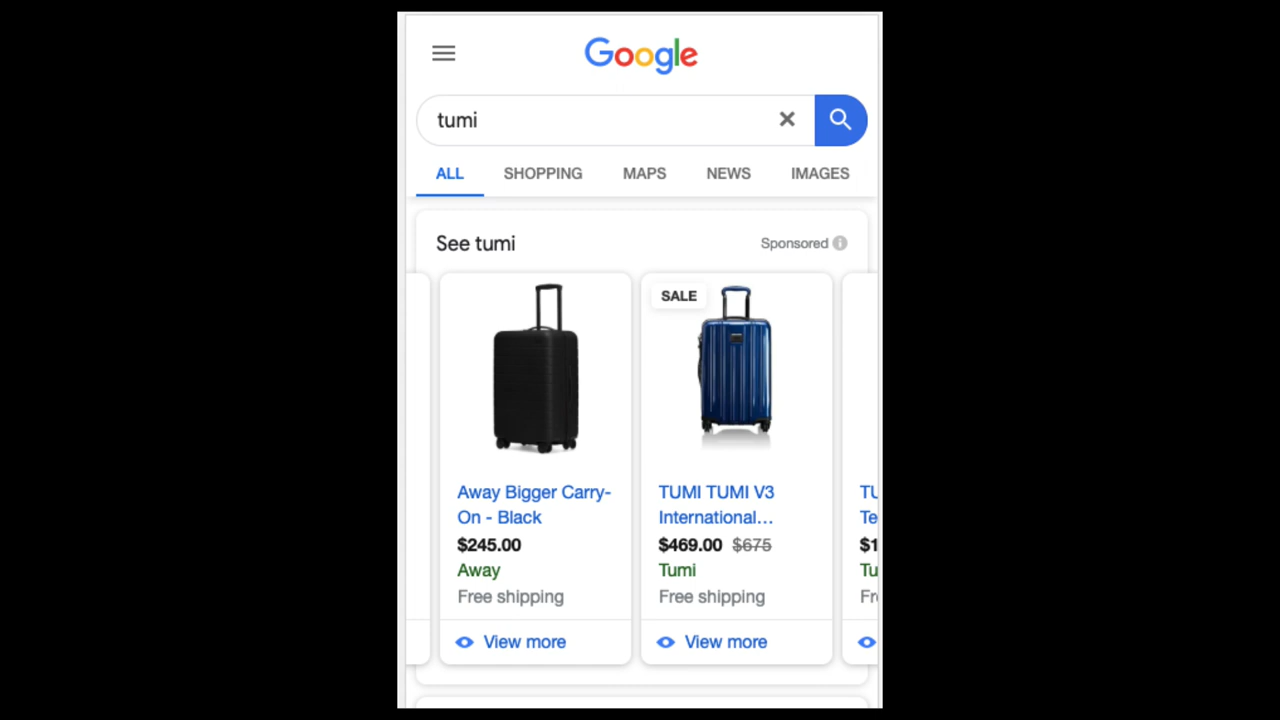 Google
tumi
ALL SHOPPING MAPS NEWS IMAGES
See tumi Sponsored
SALE
Away Bigger Carry-
On - Black
$245.00
Away
Free shipping
View more
TUMI TUMI V3
International...
$469.00 $675
Tumi
Free shipping
View more